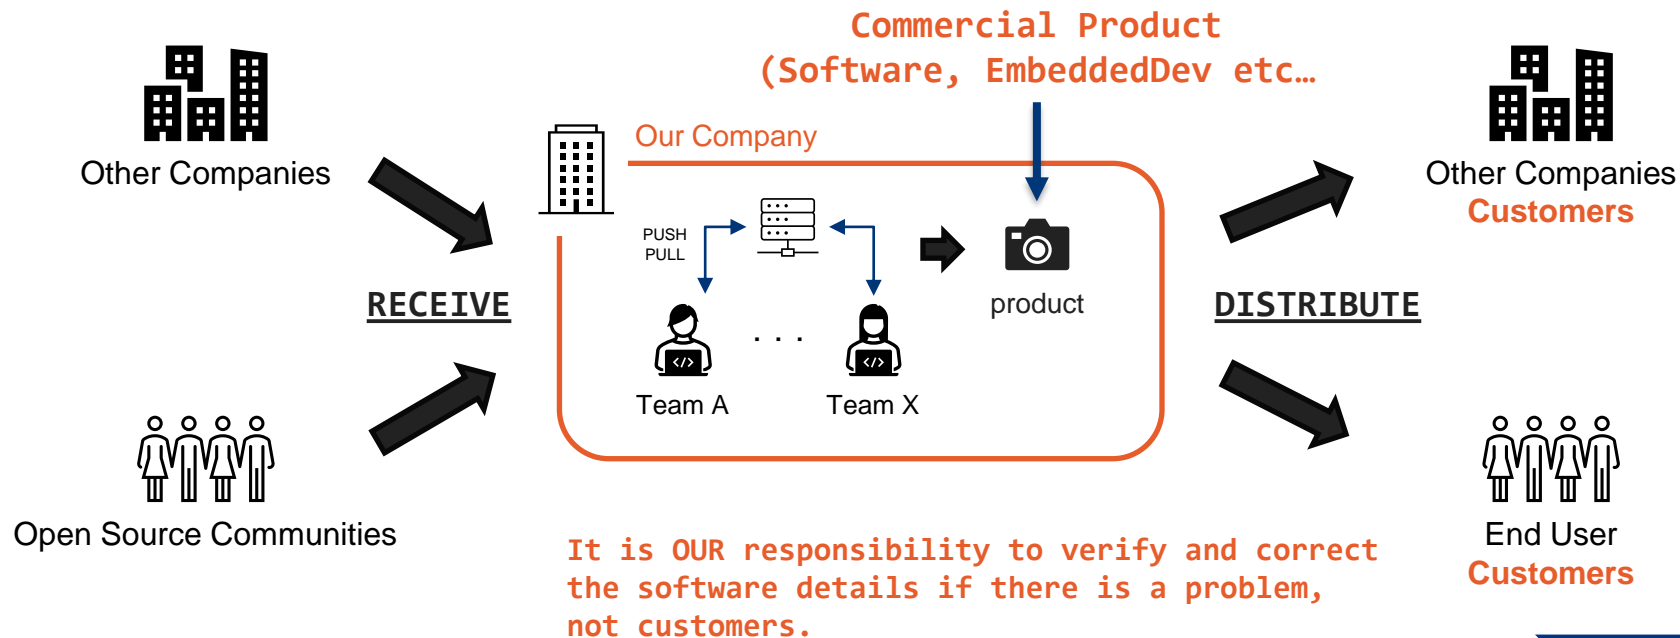 Commercial Product
(Software, EmbeddedDev etc…
Other Companies
Our Company
Other Companies
Customers
PUSH
PULL
RECEIVE
product
DISTRIBUTE
. . .
</>
</>
Team A
Team X
Open Source Communities
End User
Customers
It is OUR responsibility to verify and correct
the software details if there is a problem,
not customers.